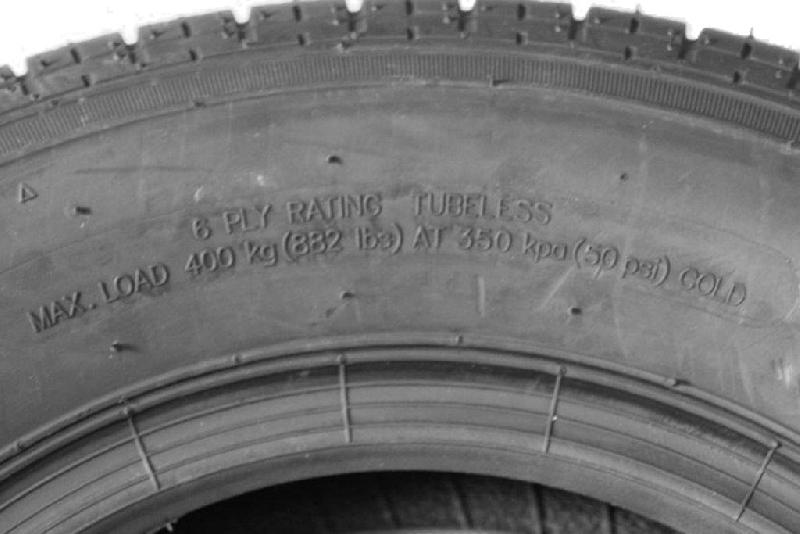 6 PLY RATING TUBELESS
MAX. LOAD 400 kg (882 lbs) AT 350 kpa (50 psi) COLD